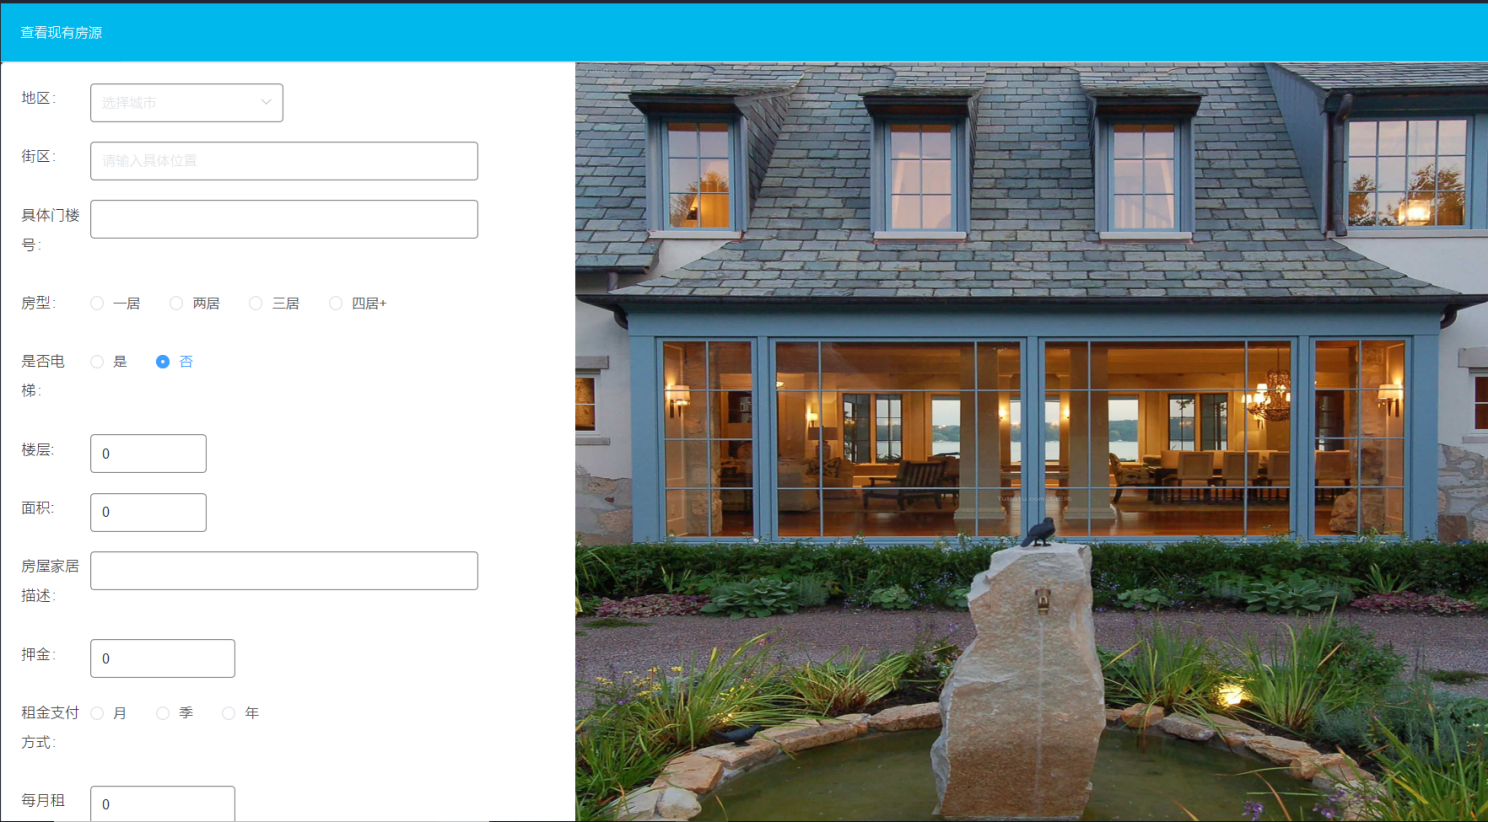 查看现有房源
地区:
选择城市
街区:
请输入具体位置
具体门楼
号:
房型:
一居
两居
三居
四居+
是否电
梯:
是
否
楼层:
0
面积:
0
房屋家居
描述:
押金:
0
租金支付
方式:
月
季
年
每月租
0